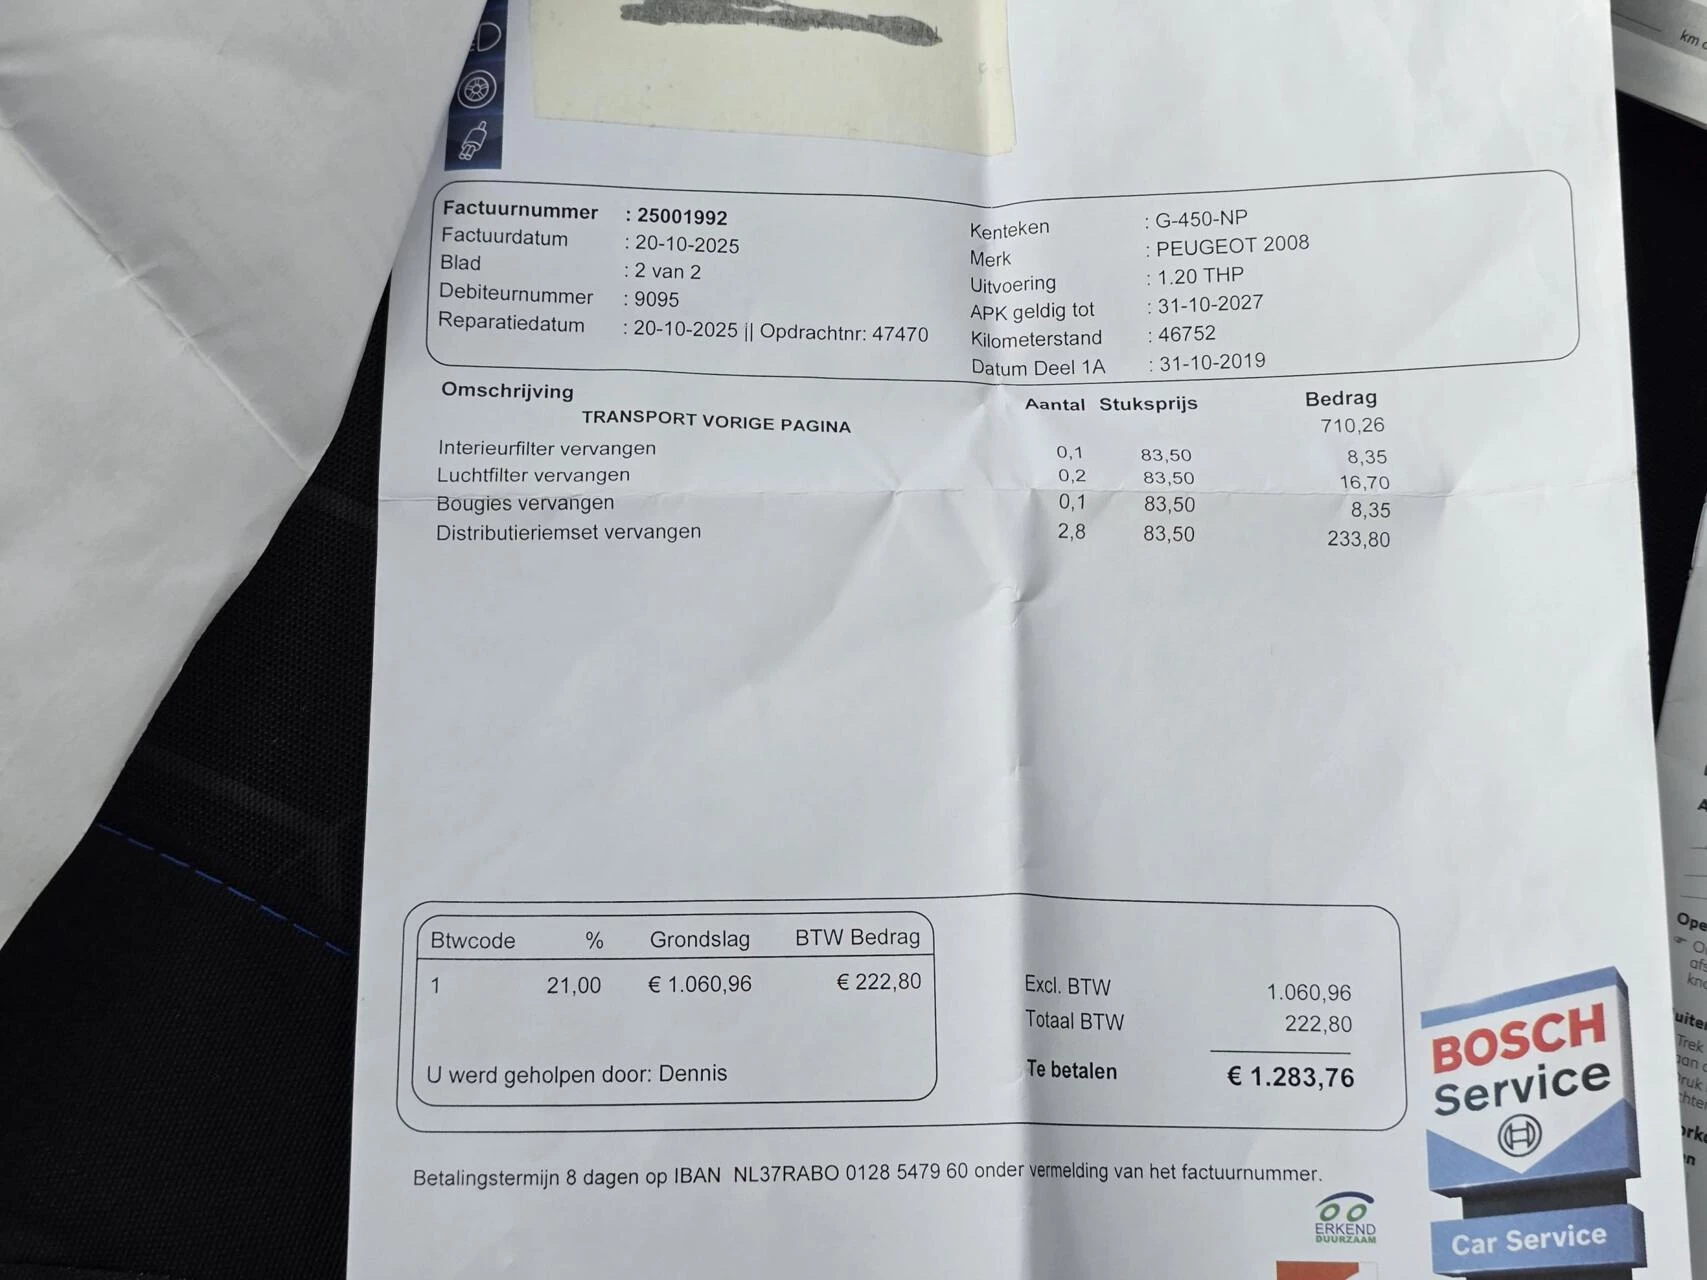 km
Factuurnummer : 25001992
Factuurdatum : 20-10-2025
Blad : 2 van 2
Debiteurnummer : 9095
Reparatiedatum : 20-10-2025 || Opdrachtnr: 47470
Kenteken : G-450-NP
Merk : PEUGEOT 2008
Uitvoering : 1.20 THP
APK geldig tot : 31-10-2027
Kilometerstand : 46752
Datum Deel 1A : 31-10-2019
Omschrijving Aantal Stuksprijs Bedrag
TRANSPORT VORIGE PAGINA 710,26
Interieurfilter vervangen 0,1 83,50 8,35
Luchtfilter vervangen 0,2 83,50 16,70
Bougies vervangen 0,1 83,50 8,35
Distributieriemset vervangen 2,8 83,50 233,80
Btwcode % Grondslag BTW Bedrag
1 21,00 € 1.060,96 € 222,80
U werd geholpen door: Dennis
Excl. BTW 1.060,96
Totaal BTW 222,80
Te betalen € 1.283,76
Betalingstermijn 8 dagen op IBAN NL37RABO 0128 5479 60 onder vermelding van het factuurnummer.
ERKEND
DUURZAAM
BOSCH
Service
Car Service
Ope
afs
Trek